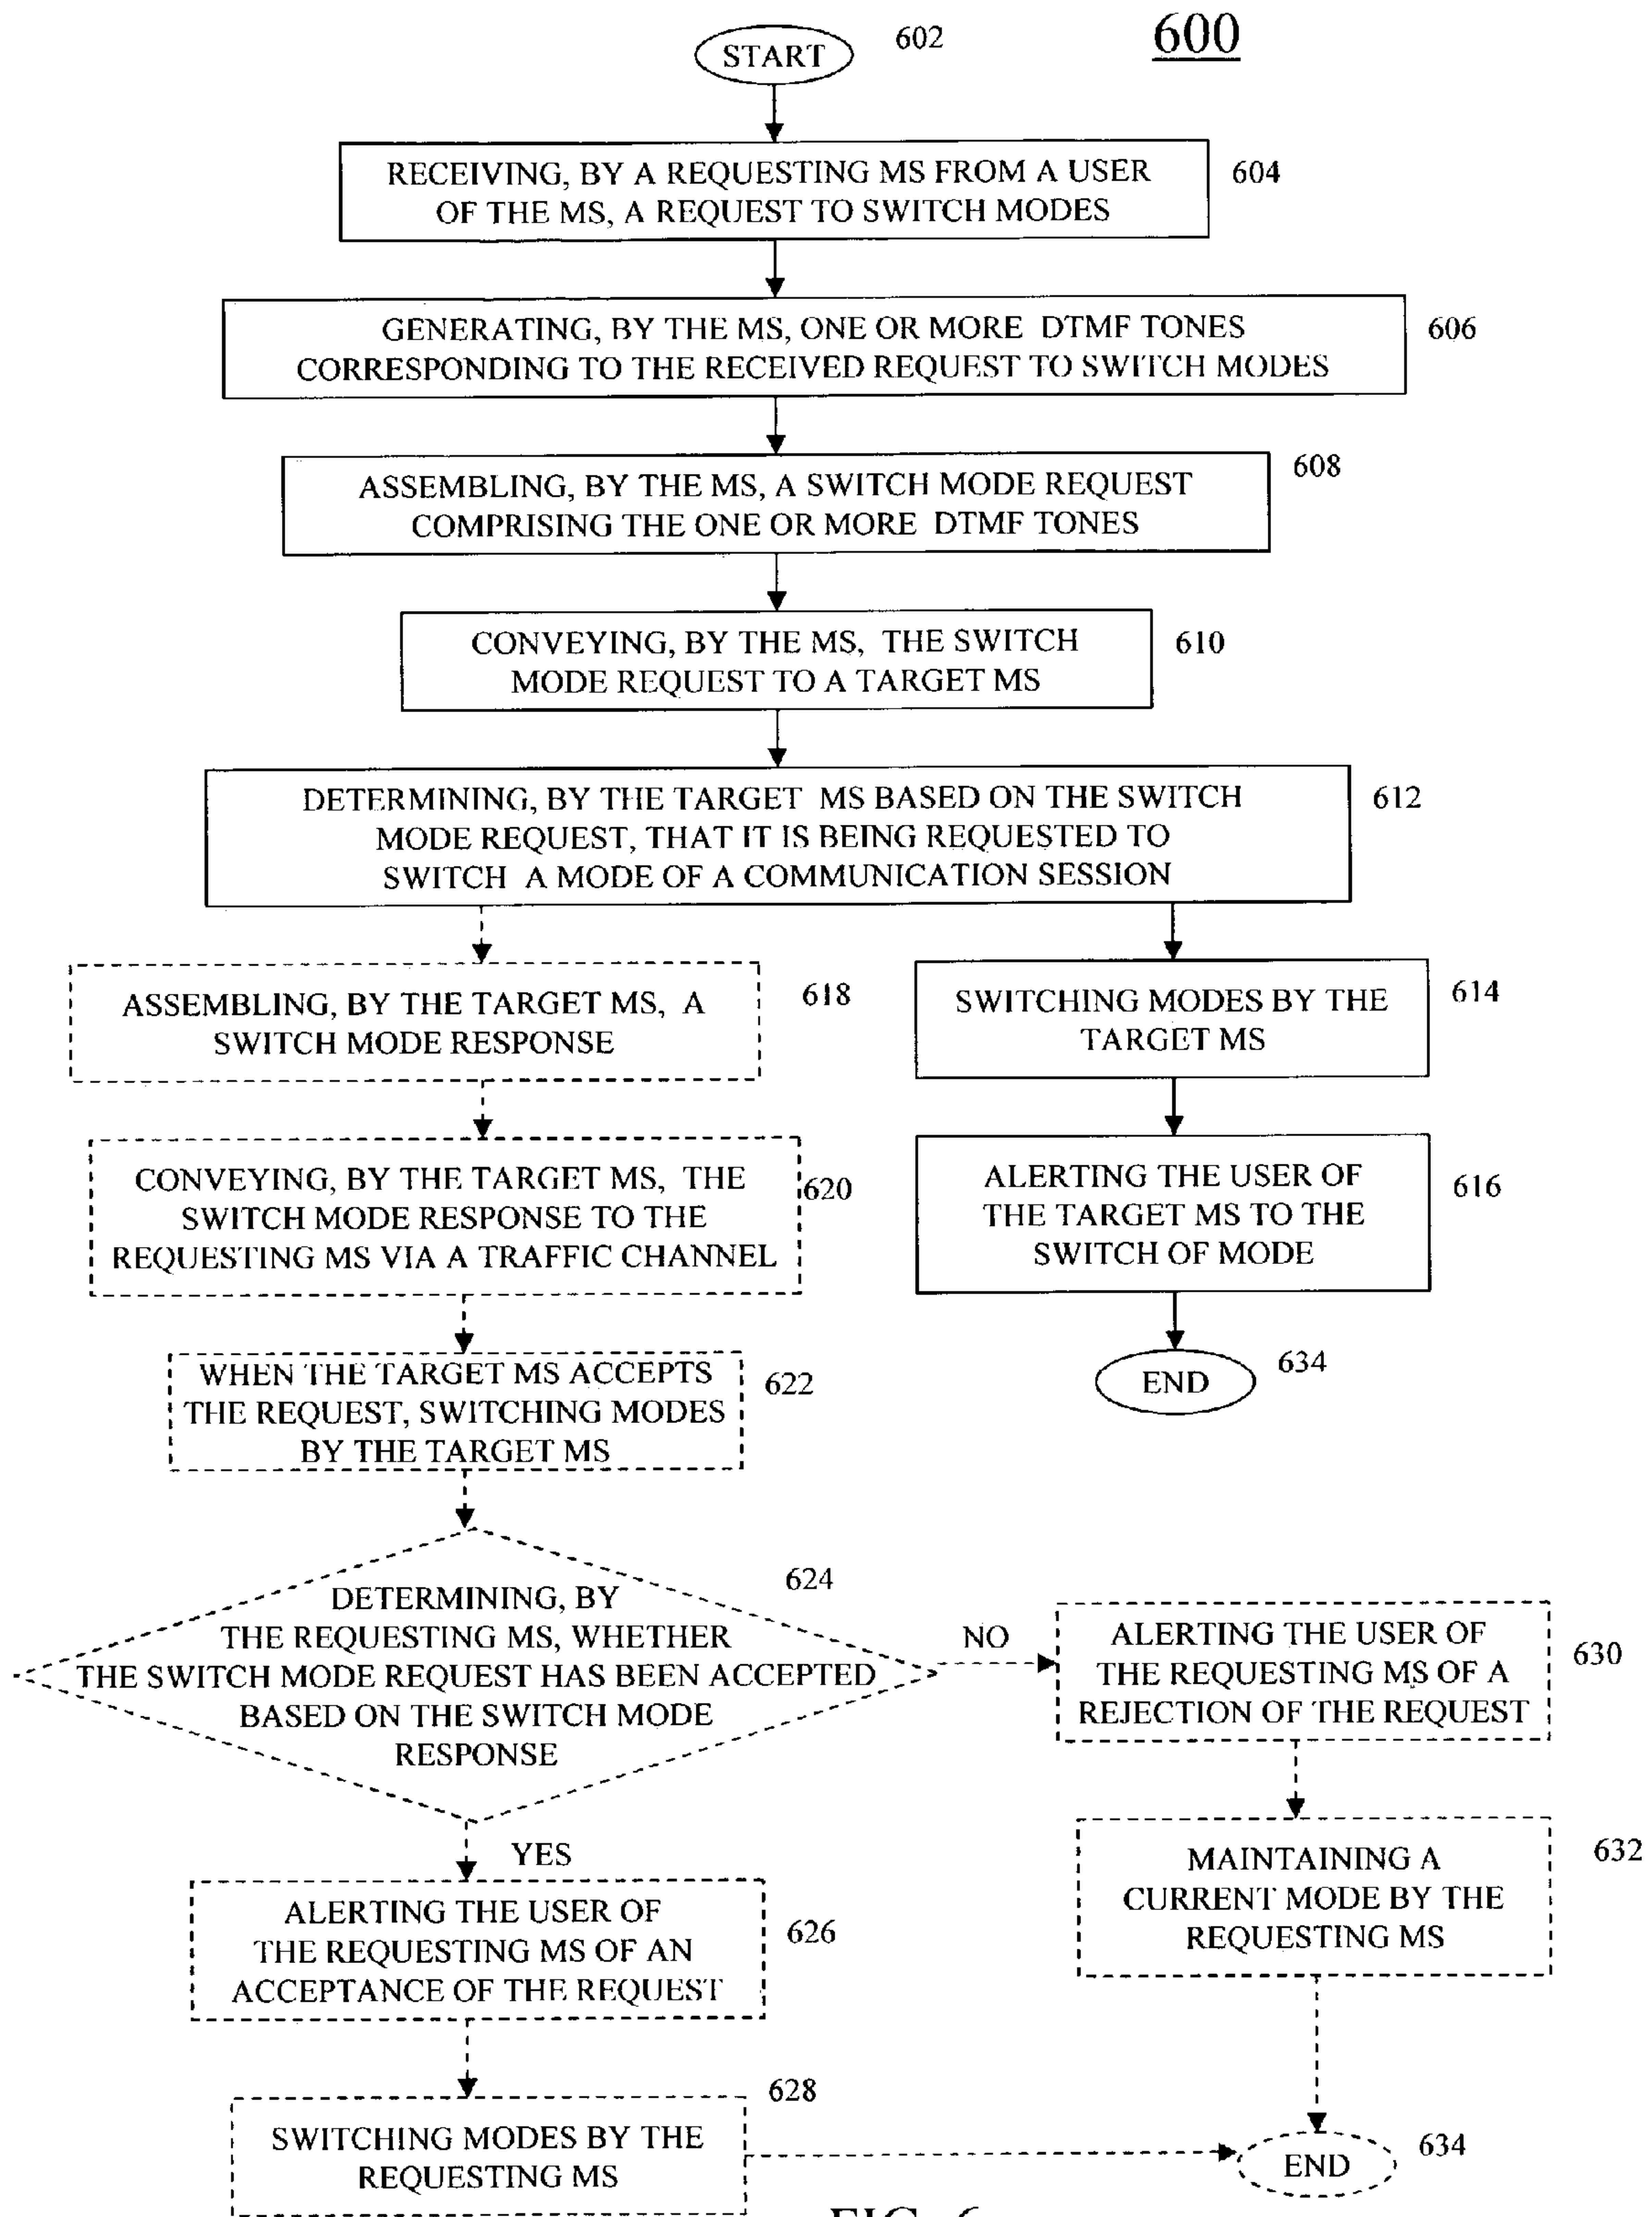 600
START
602
RECEIVING, BY A REQUESTING MS FROM A USER
OF THE MS, A REQUEST TO SWITCH MODES
604
GENERATING, BY THE MS, ONE OR MORE DTMF TONES
CORRESPONDING TO THE RECEIVED REQUEST TO SWITCH MODES
606
ASSEMBLING, BY THE MS, A SWITCH MODE REQUEST
COMPRISING THE ONE OR MORE DTMF TONES
608
CONVEYING, BY THE MS, THE SWITCH
MODE REQUEST TO A TARGET MS
610
DETERMINING, BY THE TARGET MS BASED ON THE SWITCH
MODE REQUEST, THAT IT IS BEING REQUESTED TO
SWITCH A MODE OF A COMMUNICATION SESSION
612
ASSEMBLING, BY THE TARGET MS, A
SWITCH MODE RESPONSE
618
SWITCHING MODES BY THE
TARGET MS
614
CONVEYING, BY THE TARGET MS, THE
SWITCH MODE RESPONSE TO THE
REQUESTING MS VIA A TRAFFIC CHANNEL
620
ALERTING THE USER OF
THE TARGET MS TO THE
SWITCH OF MODE
616
WHEN THE TARGET MS ACCEPTS
THE REQUEST, SWITCHING MODES
BY THE TARGET MS
622
END
634
DETERMINING, BY
THE REQUESTING MS, WHETHER
THE SWITCH MODE REQUEST HAS BEEN ACCEPTED
BASED ON THE SWITCH MODE
RESPONSE
624
NO
ALERTING THE USER OF
THE REQUESTING MS OF A
REJECTION OF THE REQUEST
630
YES
MAINTAINING A
CURRENT MODE BY THE
REQUESTING MS
632
ALERTING THE USER OF
THE REQUESTING MS OF AN
ACCEPTANCE OF THE REQUEST
626
SWITCHING MODES BY THE
REQUESTING MS
628
END
634